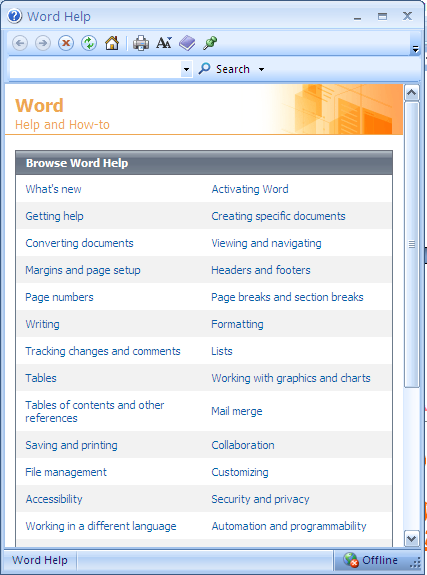 Word Help
Search
Word
Help and How-to
Browse Word Help
What's new Activating Word
Getting help Creating specific documents
Converting documents Viewing and navigating
Margins and page setup Headers and footers
Page numbers Page breaks and section breaks
Writing Formatting
Tracking changes and comments Lists
Tables Working with graphics and charts
Tables of contents and other
references Mail merge
Saving and printing Collaboration
File management Customizing
Accessibility Security and privacy
Working in a different language Automation and programmability
Word Help Offline